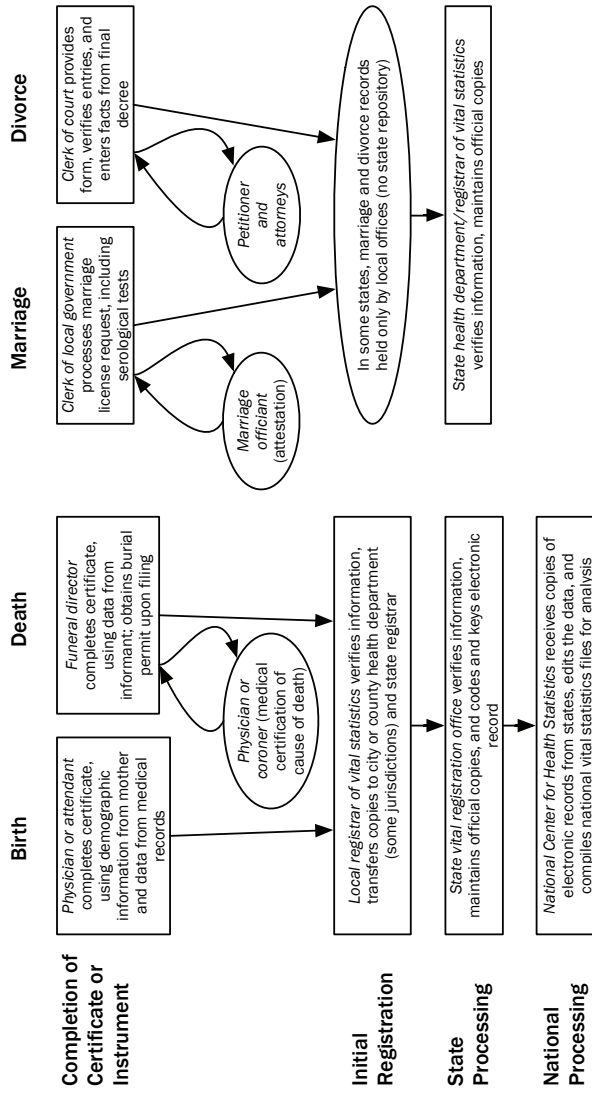 Birth
Death
Marriage
Divorce
Completion of
Certificate or
Instrument
Physician or attendant
completes certificate,
using demographic
information from mother
and data from medical
records
Funeral director
completes certificate,
using data from
informant; obtains burial
permit upon filing
Clerk of local government
processes marriage
license request, including
serological tests
Clerk of court provides
form, verifies entries, and
enters facts from final
decree
Physician or
coroner (medical
certification of
cause of death)
Marriage
officiant
(attestation)
Petitioner
and
attorneys
Initial
Registration
Local registrar of vital statistics verifies information,
transfers copies to city or county health department
(some jurisdictions) and state registrar
In some states, marriage and divorce records
held only by local offices (no state repository)
State
Processing
State vital registration office verifies information,
maintains official copies, and codes and keys electronic
record
State health department/registrar of vital statistics
verifies information, maintains official copies
National
Processing
National Center for Health Statistics receives copies of
electronic records from states, edits the data, and
compiles national vital statistics files for analysis